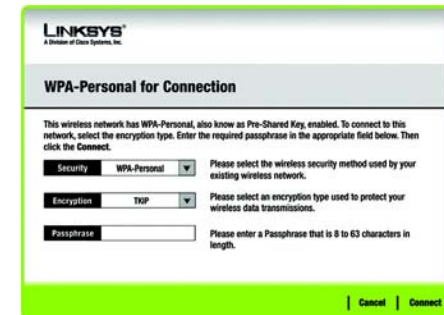 LINKSYS®
A Division of Cisco Systems, Inc.
WPA-Personal for Connection
This wireless network has WPA-Personal, also know as Pre-Shared Key, enabled. To connect to this
network, select the encryption type. Enter the required passphrase in the appropriate field below. Then
click the Connect.
Security WPA-Personal
Please select the wireless security method used by your
existing wireless network.
Encryption TKIP
Please select an encryption type used to protect your
wireless data transmissions.
Passphrase
Please enter a Passphrase that is 8 to 63 characters in
length.
Cancel | Connect